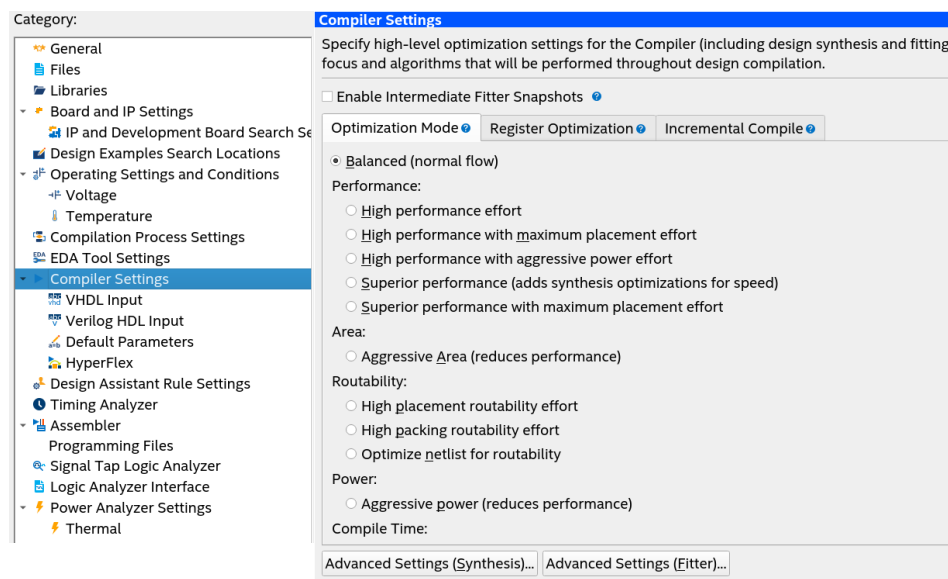 Category:
General
Files
Libraries
Board and IP Settings
IP and Development Board Search Se
Design Examples Search Locations
Operating Settings and Conditions
Voltage
Temperature
Compilation Process Settings
EDA Tool Settings
Compiler Settings
VHDL Input
Verilog HDL Input
Default Parameters
HyperFlex
Design Assistant Rule Settings
Timing Analyzer
Assembler
Programming Files
Signal Tap Logic Analyzer
Logic Analyzer Interface
Power Analyzer Settings
Thermal
Compiler Settings
Specify high-level optimization settings for the Compiler (including design synthesis and fitting
focus and algorithms that will be performed throughout design compilation.
Enable Intermediate Fitter Snapshots
Optimization Mode Register Optimization Incremental Compile
Balanced (normal flow)
Performance:
High performance effort
High performance with maximum placement effort
High performance with aggressive power effort
Superior performance (adds synthesis optimizations for speed)
Superior performance with maximum placement effort
Area:
Aggressive Area (reduces performance)
Routability:
High placement routability effort
High packing routability effort
Optimize netlist for routability
Power:
Aggressive power (reduces performance)
Compile Time:
Advanced Settings (Synthesis)... Advanced Settings (Fitter)...